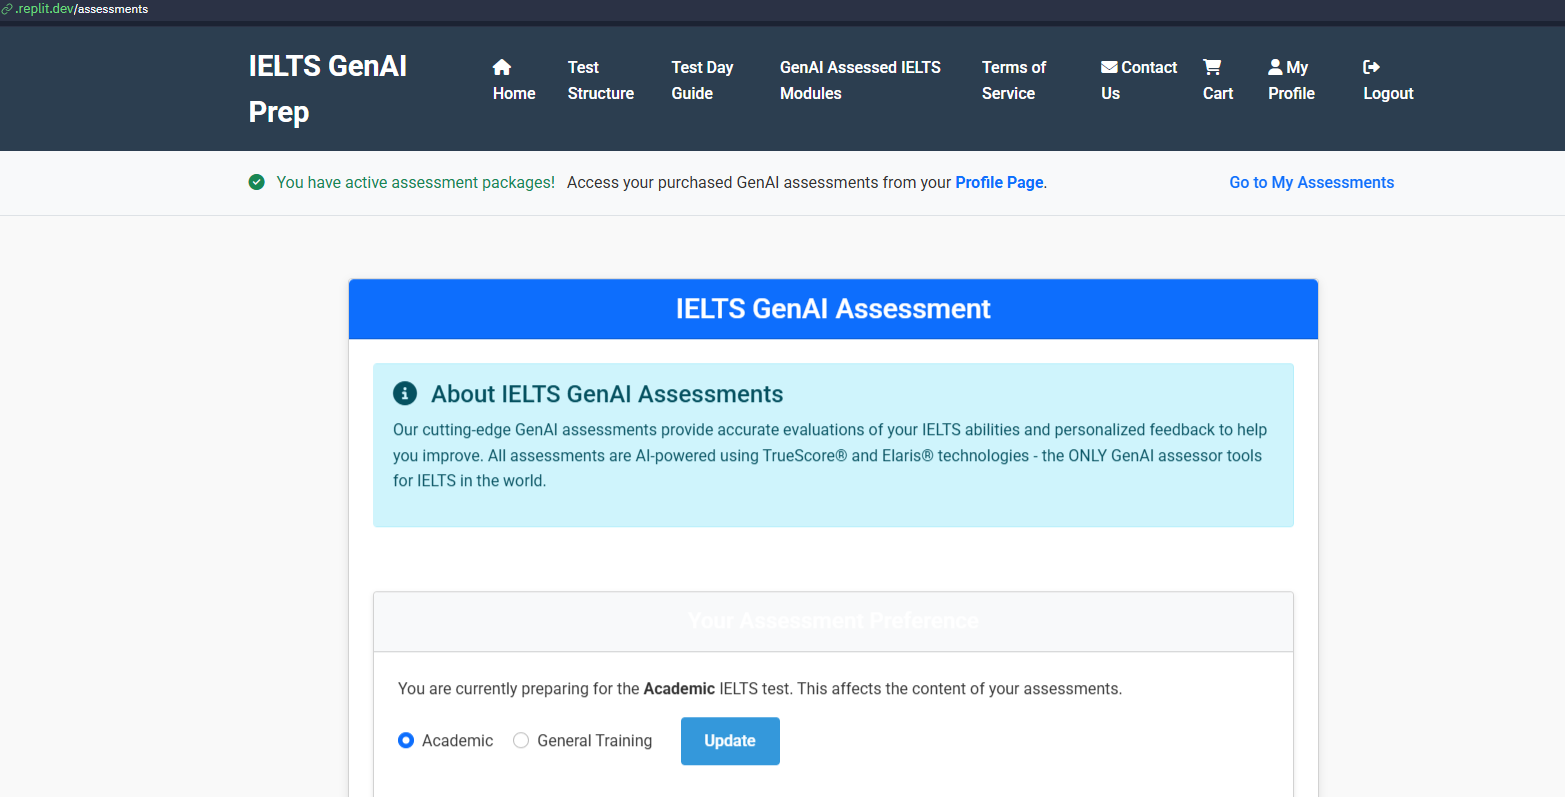 .replit.dev/assessments
IELTS GenAI
Prep
Home
Test
Structure
Test Day
Guide
GenAI Assessed IELTS
Modules
Terms of
Service
Contact
Us
Cart
My
Profile
Logout
You have active assessment packages! Access your purchased GenAI assessments from your Profile Page.
Go to My Assessments
IELTS GenAI Assessment
About IELTS GenAI Assessments
Our cutting-edge GenAI assessments provide accurate evaluations of your IELTS abilities and personalized feedback to help
you improve. All assessments are AI-powered using TrueScore® and Elaris® technologies - the ONLY GenAI assessor tools
for IELTS in the world.
Your Assessment Preference
You are currently preparing for the Academic IELTS test. This affects the content of your assessments.
Academic
General Training
Update